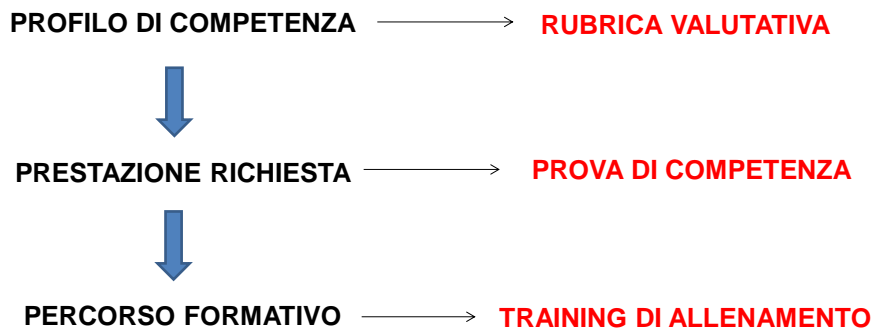 PROFILO DI COMPETENZA
RUBRICA VALUTATIVA
PRESTAZIONE RICHIESTA
PROVA DI COMPETENZA
PERCORSO FORMATIVO
TRAINING DI ALLENAMENTO